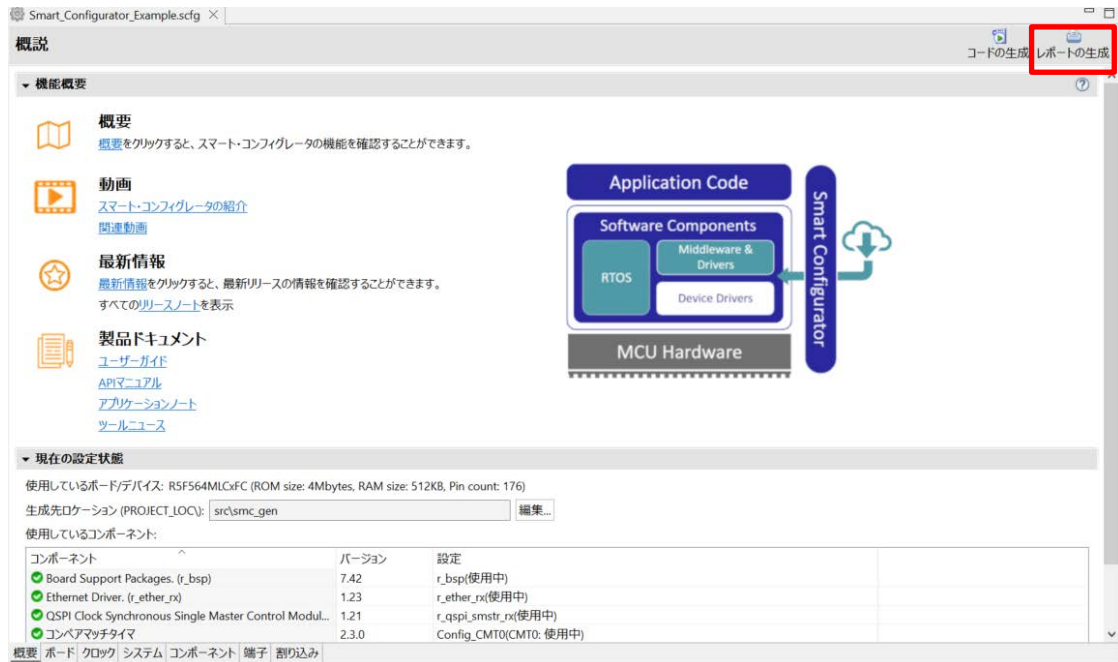 Smart_Configurator_Example.scfg
概説
コードの生成 レポートの生成
機能概要
概要
概要をクリックすると、スマート・コンフィグレータの機能を確認することができます。
動画
スマート・コンフィグレータの紹介
関連動画
最新情報
最新情報をクリックすると、最新リリースの情報を確認することができます。
すべてのリリースノートを表示
製品ドキュメント
ユーザーガイド
APIマニュアル
アプリケーションノート
ツールニュース
Application Code
Software Components
RTOS
Middleware &
Drivers
Device Drivers
MCU Hardware
Smart Configurator
現在の設定状態
使用しているボード/デバイス: R5F564MLCxFC (ROM size: 4Mbytes, RAM size: 512KB, Pin count: 176)
生成先ロケーション (PROJECT_LOC\): src\smc_gen 編集...
使用しているコンポーネント:
コンポーネント バージョン 設定
Board Support Packages. (r_bsp) 7.42 r_bsp(使用中)
Ethernet Driver. (r_ether_rx) 1.23 r_ether_rx(使用中)
QSPI Clock Synchronous Single Master Control Modul... 1.21 r_qspi_smstr_rx(使用中)
コンペアマッチタイマ 2.3.0 Config_CMT0(CMT0: 使用中)
概要 ボード クロック システム コンポーネント 端子 割り込み